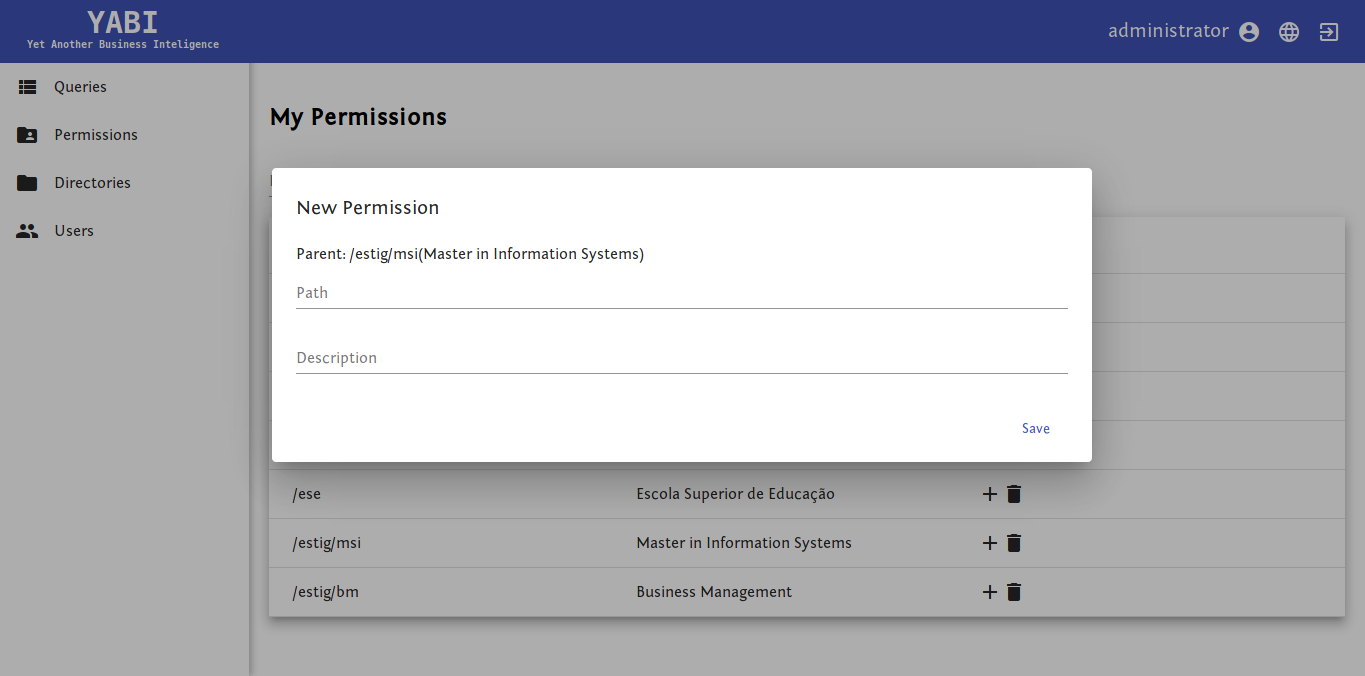 YABI
Yet Another Business Inteligence
administrator
Queries
Permissions
Directories
Users
My Permissions
New Permission
Parent: /estig/msi(Master in Information Systems)
Path
Description
Save
/ese Escola Superior de Educação
/estig/msi Master in Information Systems
/estig/bm Business Management